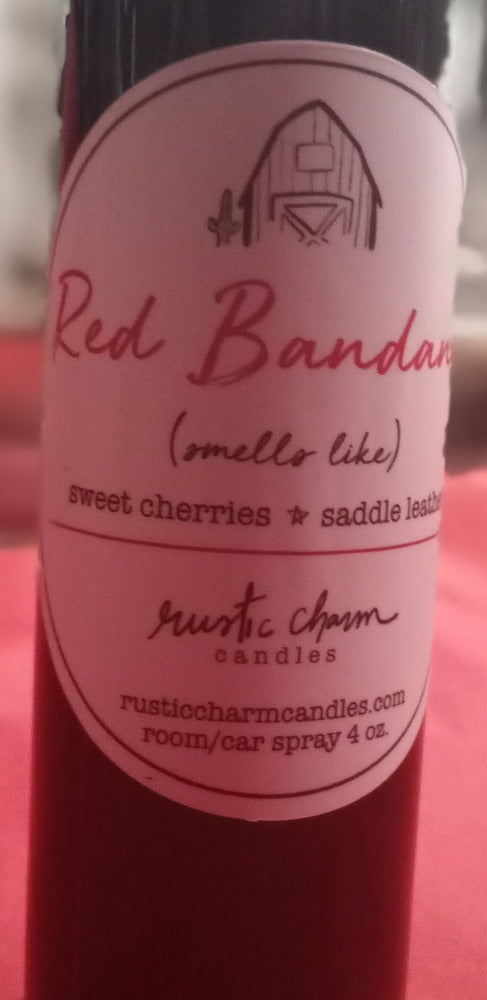 Red Bandan
(smells like)
sweet cherries ☆ saddle leathe
rustic charm
candles
rusticcharmcandles.com
room/car spray 4 oz.